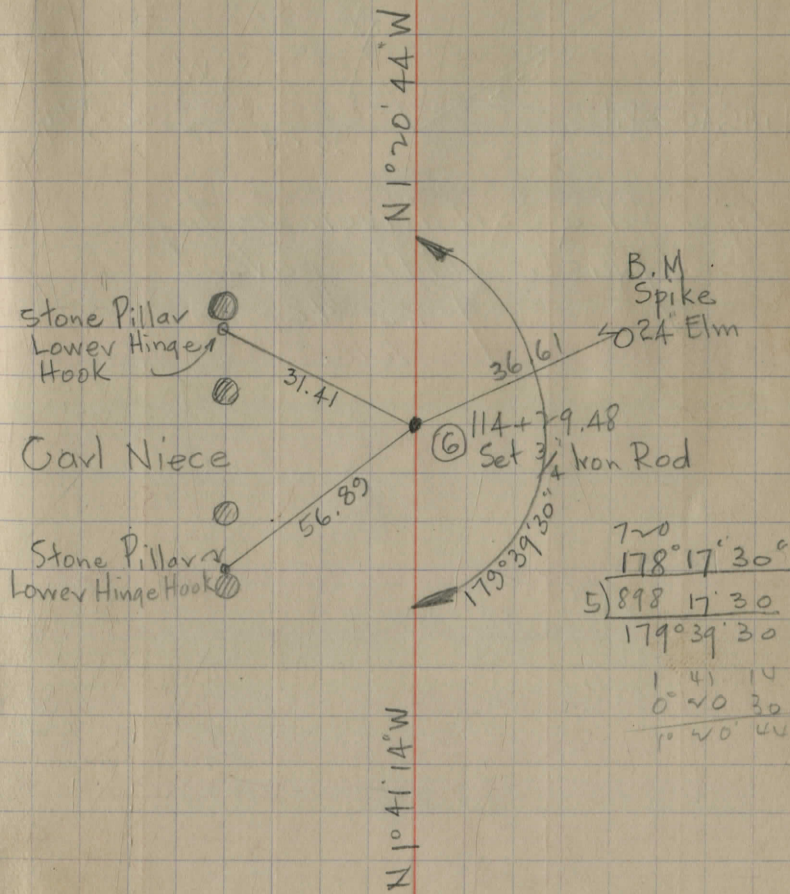 N 1° 20' 44" W
B.M.
Spike
24" Elm
Stone Pillar
Lower Hinge
Hook
31.41
36.61
⑥ 114 + 79.48
Set 3/4" Iron Rod
Carl Niece
56.89
179° 39' 30"
Stone Pillar
Lower Hinge Hook
720
178° 17' 30"
5)898 17 30
179° 39' 30
1 41 14
0° 20 30
1° 20' 44
N 1° 41' 14" W